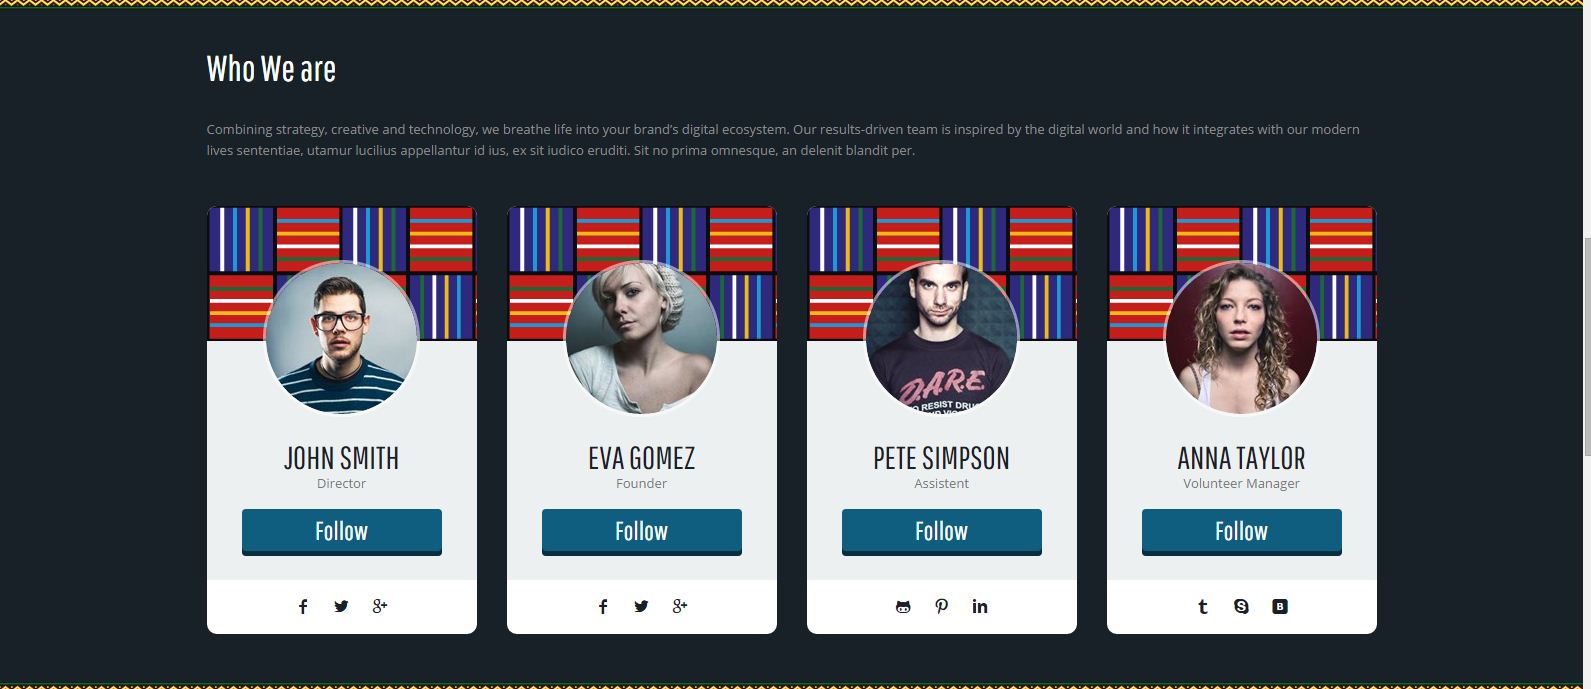 Who We are
Combining strategy, creative and technology, we breathe life into your brand’s digital ecosystem. Our results-driven team is inspired by the digital world and how it integrates with our modern
lives sententiae, utamur lucilius appellantur id ius, ex sit iudico eruditi. Sit no prima omnesque, an delenit blandit per.
D.A.R.E.
RESIST
JOHN SMITH
Director
Follow
EVA GOMEZ
Founder
Follow
PETE SIMPSON
Assistent
Follow
ANNA TAYLOR
Volunteer Manager
Follow